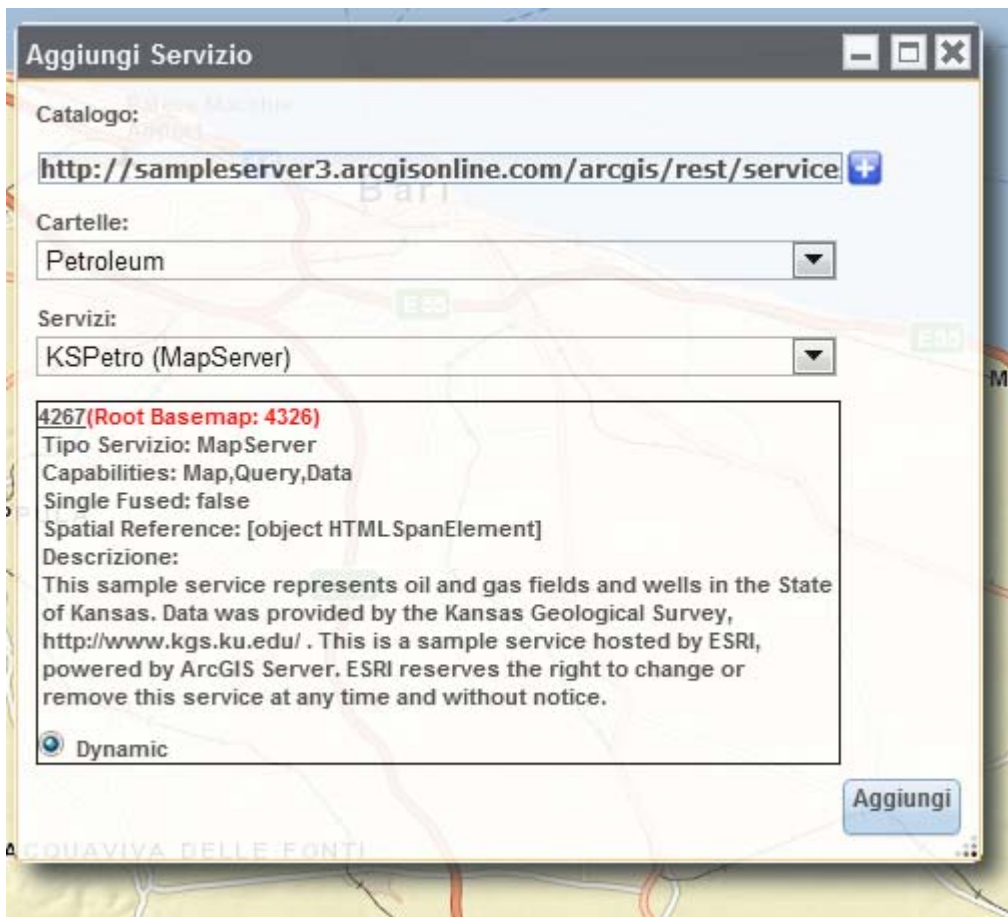 Aggiungi Servizio
Catalogo:
http://sampleserver3.arcgisonline.com/arcgis/rest/service
Bari
Cartelle:
Petroleum
E55
E55
Servizi:
KSPetro (MapServer)
M
4267(Root Basemap: 4326)
Tipo Servizio: MapServer
Capabilities: Map,Query,Data
Single Fused: false
Spatial Reference: [object HTMLSpanElement]
Descrizione:
This sample service represents oil and gas fields and wells in the State
of Kansas. Data was provided by the Kansas Geological Survey,
http://www.kgs.ku.edu/ . This is a sample service hosted by ESRI,
powered by ArcGIS Server. ESRI reserves the right to change or
remove this service at any time and without notice.
Dynamic
Aggiungi
ACQUAVIVA DELLE FONTI